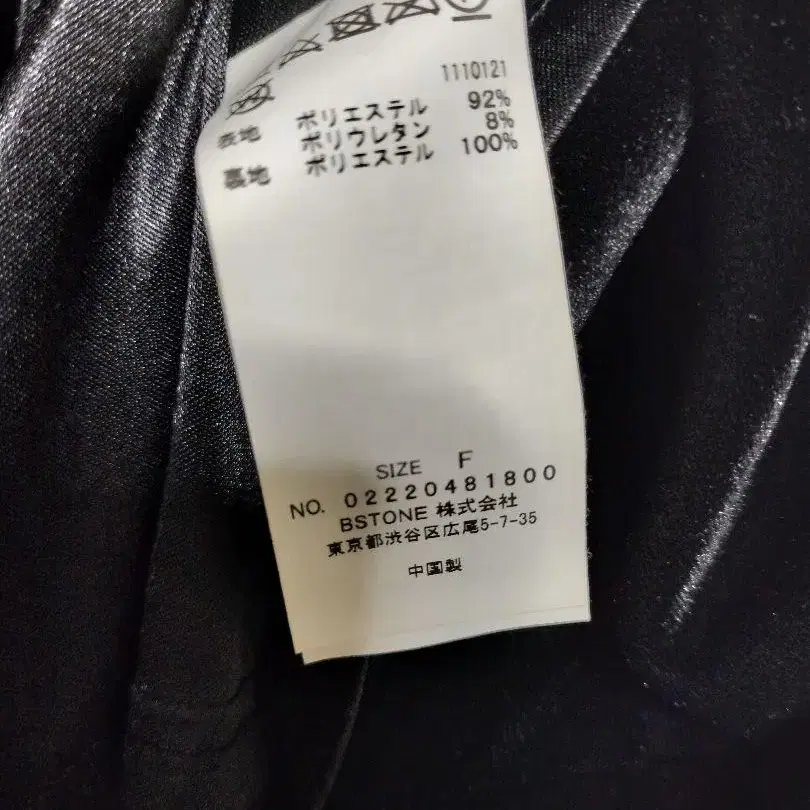 1110121
表地 ポリエステル 92%
ポリウレタン 8%
裏地 ポリエステル 100%
SIZE F
NO. 02220481800
BSTONE 株式会社
東京都渋谷区広尾5-7-35
中国製